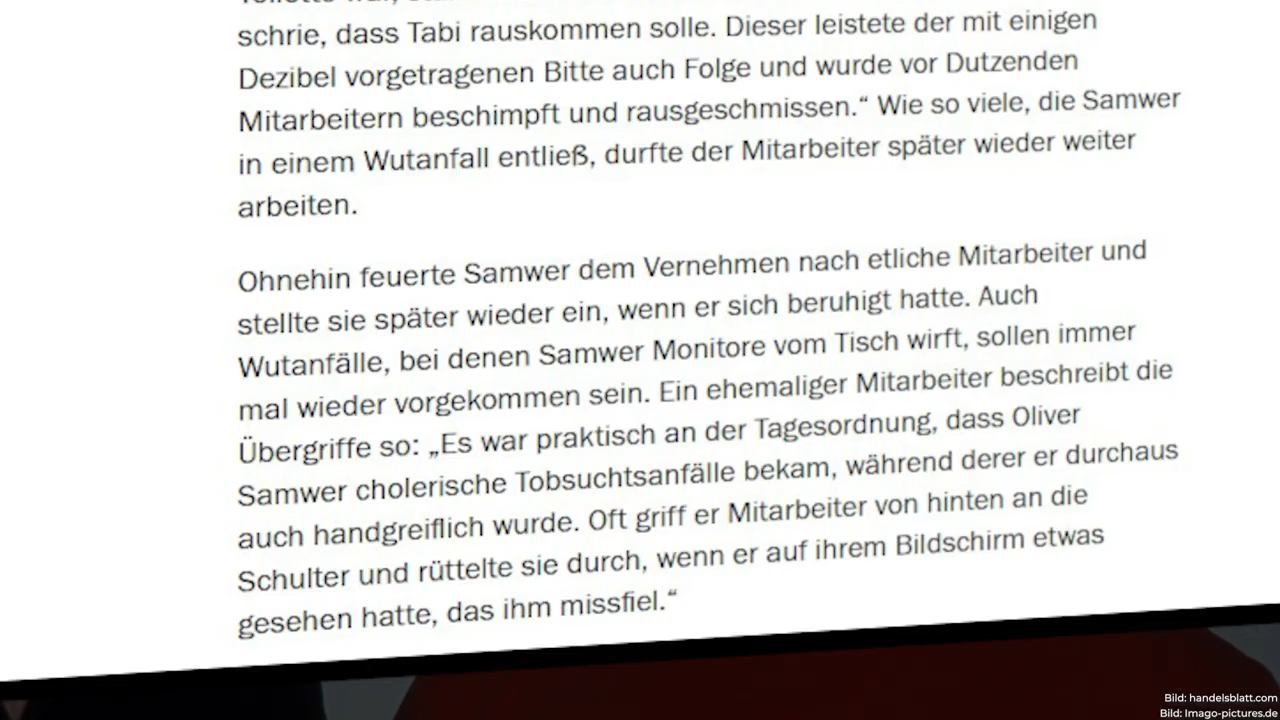 schrie, dass Tabi rauskommen solle. Dieser leistete der mit einigen
Dezibel vorgetragenen Bitte auch Folge und wurde vor Dutzenden
Mitarbeitern beschimpft und rausgeschmissen.“ Wie so viele, die Samwer
in einem Wutanfall entließ, durfte der Mitarbeiter später wieder weiter
arbeiten.
Ohnehin feuerte Samwer dem Vernehmen nach etliche Mitarbeiter und
stellte sie später wieder ein, wenn er sich beruhigt hatte. Auch
Wutanfälle, bei denen Samwer Monitore vom Tisch wirft, sollen immer
mal wieder vorgekommen sein. Ein ehemaliger Mitarbeiter beschreibt die
Übergriffe so: „Es war praktisch an der Tagesordnung, dass Oliver
Samwer cholerische Tobsuchtsanfälle bekam, während derer er durchaus
auch handgreiflich wurde. Oft griff er Mitarbeiter von hinten an die
Schulter und rüttelte sie durch, wenn er auf ihrem Bildschirm etwas
gesehen hatte, das ihm missfiel.“
Bild: handelsblatt.com
Bild: Imago-pictures.de